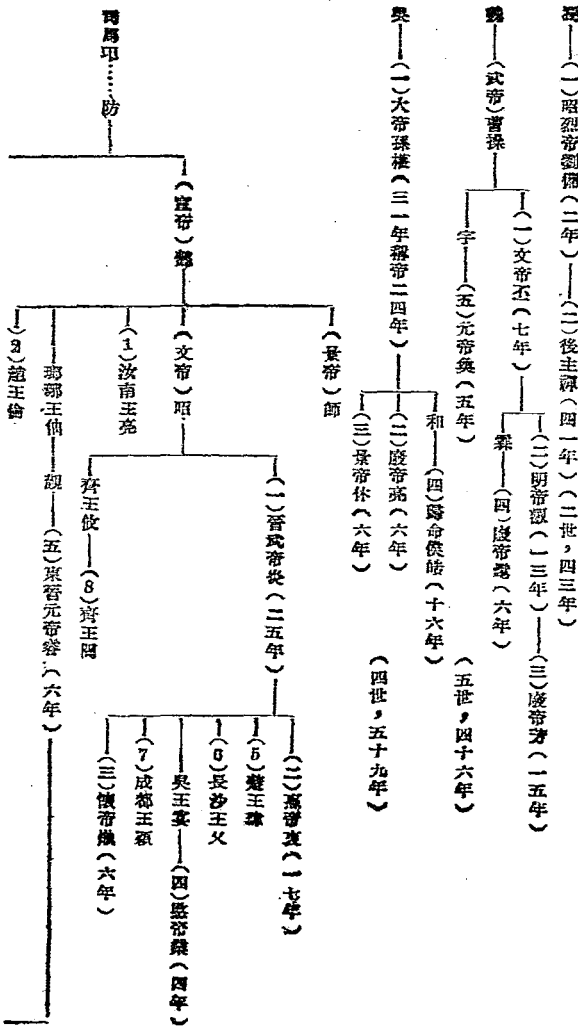 (一)昭烈帝劉備(二年)——(二)後主禪(四一年)(二世,四三年)
魏——(武帝)曹操
(一)文帝丕(七年)
(二)明帝叡(一三年)——(三)廢帝芳(一五年)
霖——(四)廢帝髦(六年)
宇——(五)元帝奐(五年)
(五世,四十六年)
吳——(一)大帝孫權(三一年稱帝二四年)
和——(四)歸命侯皓(十六年)
(二)廢帝亮(六年)
(三)景帝休(六年)
(四世,五十九年)
司馬卬……防
(宣帝)懿
(景帝)師
(文帝)昭
(一)晉武帝炎(二五年)
(二)惠帝衷(一七年)
(5)楚王瑋
(6)長沙王乂
吳王晏——(四)愍帝鄴(四年)
(7)成都王穎
(三)懷帝熾(六年)
齊王攸——(8)齊王冏
(1)汝南王亮
瑯琊王伷——覲——(五)東晉元帝睿(六年)
(2)趙王倫